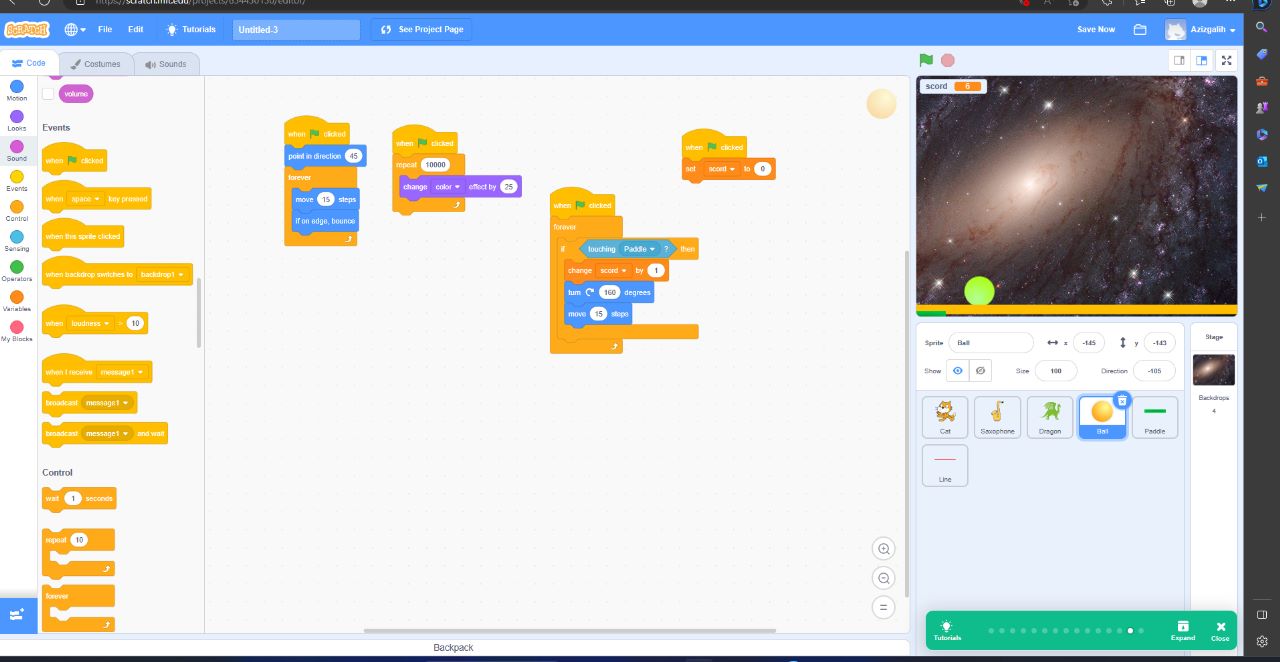 https://scratch.mit.edu/projects/854450150/editor/
SCRATCH File Edit Tutorials Untitled-3 See Project Page Save Now Azizgalih
Code Costumes Sounds
Motion
Looks
Sound
Events
Control
Sensing
Operators
Variables
My Blocks
volume
Events
when clicked
when space key pressed
when this sprite clicked
when backdrop switches to backdrop1
when loudness > 10
when I receive message1
broadcast message1
broadcast message1 and wait
Control
wait 1 seconds
repeat 10
forever
when clicked
point in direction 45
forever
move 15 steps
if on edge, bounce
when clicked
repeat 10000
change color effect by 25
when clicked
forever
if touching Paddle ? then
change scord by 1
turn 160 degrees
move 15 steps
when clicked
set scord to 0
scord 6
Sprite Ball x -145 y -143
Show Size 100 Direction -105
Cat Saxophone Dragon Ball Paddle
Line
Stage
Backdrops
4
Tutorials Expand Close
Backpack